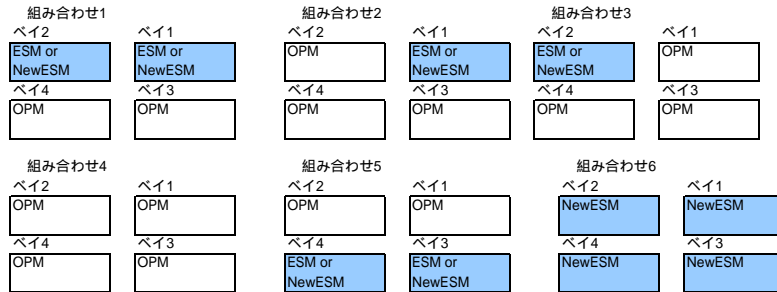 組み合わせ1
ベイ2 ベイ1
ESM or NewESM ESM or NewESM
ベイ4 ベイ3
OPM OPM
組み合わせ2
ベイ2 ベイ1
OPM ESM or NewESM
ベイ4 ベイ3
OPM OPM
組み合わせ3
ベイ2 ベイ1
ESM or NewESM OPM
ベイ4 ベイ3
OPM OPM
組み合わせ4
ベイ2 ベイ1
OPM OPM
ベイ4 ベイ3
OPM OPM
組み合わせ5
ベイ2 ベイ1
OPM OPM
ベイ4 ベイ3
ESM or NewESM ESM or NewESM
組み合わせ6
ベイ2 ベイ1
NewESM NewESM
ベイ4 ベイ3
NewESM NewESM